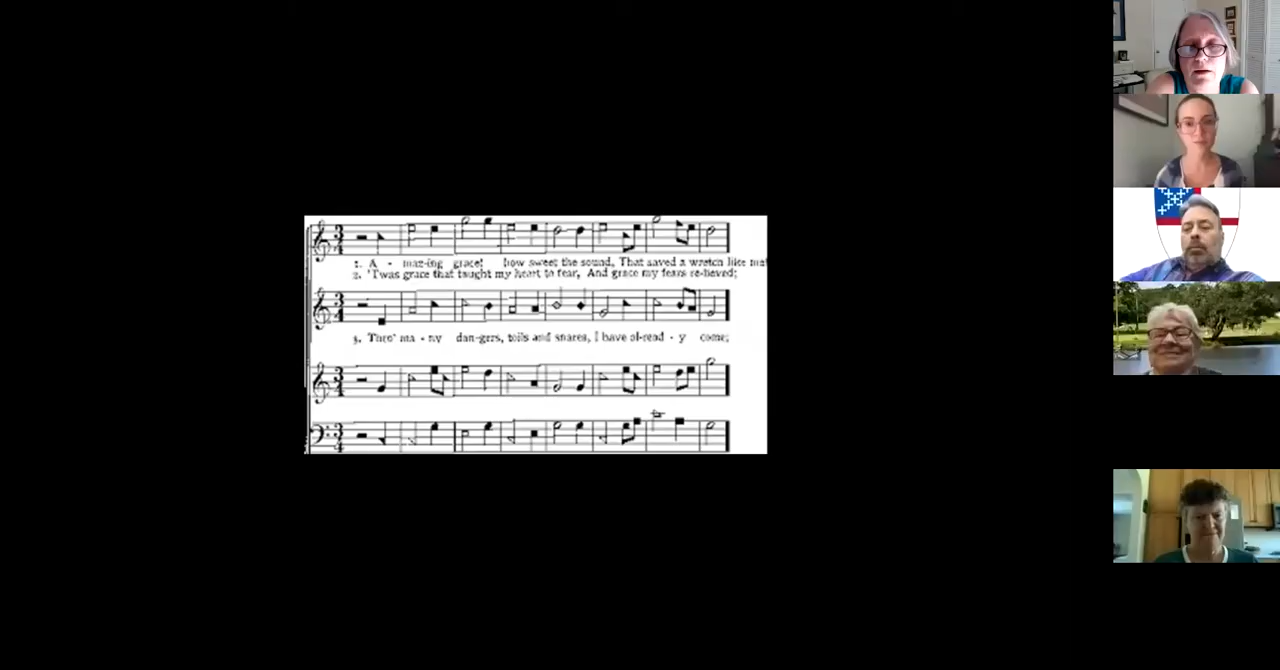 1. A - maz-ing grace! how sweet the sound, That saved a wretch like me!
2. 'Twas grace that taught my heart to fear, And grace my fears re-lieved;
3. Thro' ma - ny dan-gers, toils and snares, I have al-read - y come;